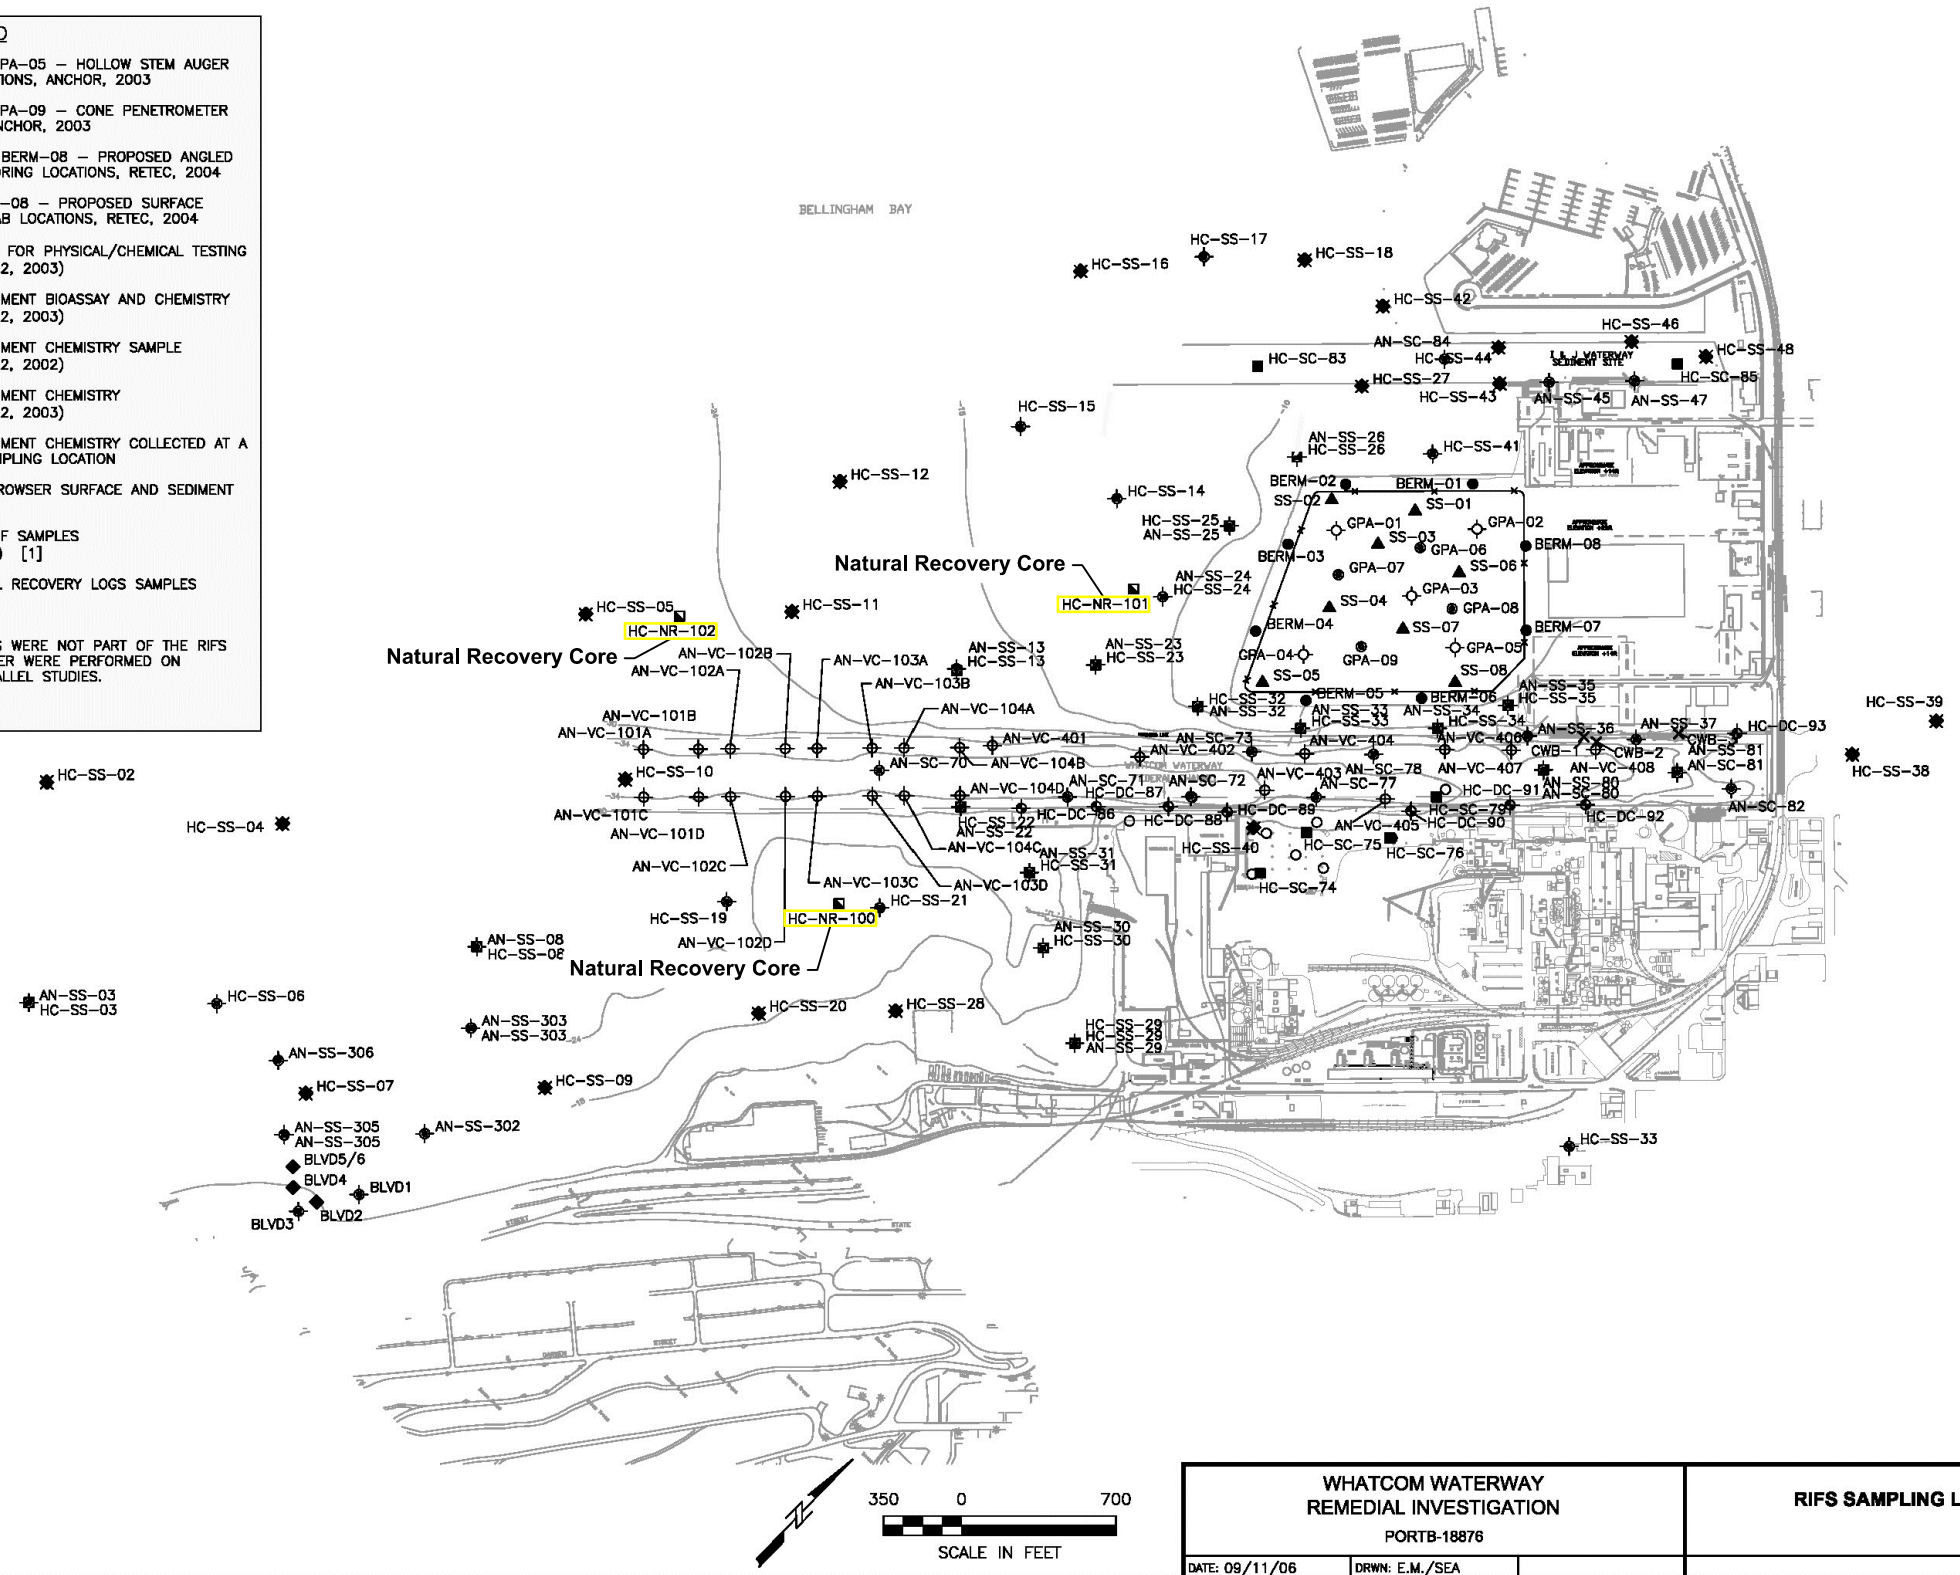 PA-05 – HOLLOW STEM AUGER
TIONS, ANCHOR, 2003
PA-09 – CONE PENETROMETER
NCHOR, 2003
BERM-08 – PROPOSED ANGLED
ORING LOCATIONS, RETEC, 2004
-08 – PROPOSED SURFACE
AB LOCATIONS, RETEC, 2004
FOR PHYSICAL/CHEMICAL TESTING
2, 2003)
MENT BIOASSAY AND CHEMISTRY
2, 2003)
MENT CHEMISTRY SAMPLE
2, 2002)
MENT CHEMISTRY
2, 2003)
MENT CHEMISTRY COLLECTED AT A
MPLING LOCATION
ROWSER SURFACE AND SEDIMENT
F SAMPLES
) [1]
L RECOVERY LOGS SAMPLES
S WERE NOT PART OF THE RIFS
ER WERE PERFORMED ON
ALLEL STUDIES.
BELLINGHAM BAY
HC-SS-17
HC-SS-16
HC-SS-18
HC-SS-42
HC-SS-46
AN-SC-84
HC-SS-44
HC-SS-48
HC-SC-83
I & J WATERWAY
SEDIMENT SITE
HC-SC-85
HC-SS-27
HC-SS-43
AN-SS-45
AN-SS-47
HC-SS-15
AN-SS-26
HC-SS-26
HC-SS-41
HC-SS-12
HC-SS-14
HC-SS-25
AN-SS-25
BERM-02
BERM-01
SS-02
SS-01
GPA-01
GPA-02
SS-03
BERM-03
GPA-06
BERM-08
GPA-07
SS-06
GPA-03
SS-04
GPA-08
BERM-04
SS-07
BERM-07
GPA-04
GPA-09
GPA-05
SS-05
SS-08
BERM-05
BERM-06
Natural Recovery Core
HC-NR-101
AN-SS-24
HC-SS-24
HC-SS-05
HC-NR-102
HC-SS-11
Natural Recovery Core
AN-VC-102B
AN-VC-102A
AN-VC-103A
AN-VC-103B
AN-SS-13
HC-SS-13
AN-SS-23
HC-SS-23
AN-VC-104A
AN-VC-101B
AN-VC-101A
HC-SS-32
AN-SS-32
AN-SS-33
HC-SS-33
AN-SS-34
HC-SS-34
AN-SS-35
HC-SS-35
AN-SS-36
AN-SS-37
HC-DC-93
HC-SS-39
AN-VC-401
AN-SC-73
AN-VC-402
AN-VC-404
AN-VC-406
CWB-1
CWB-2
CWB-3
AN-SS-81
AN-SC-81
HC-SS-38
HC-SS-02
HC-SS-10
AN-SC-70
AN-VC-104B
WHATCOM WATERWAY
AN-VC-403
AN-SC-78
AN-VC-407
AN-VC-408
AN-SC-71
AN-SC-72
AN-SC-77
AN-SS-80
AN-SC-80
AN-VC-104D
HC-DC-87
HC-DC-91
AN-SC-82
HC-SS-04
AN-VC-101C
AN-VC-101D
HC-SS-22
AN-SS-22
HC-DC-86
HC-DC-88
HC-DC-89
AN-VC-405
HC-SC-79
HC-DC-90
HC-DC-92
AN-VC-104C
HC-SS-40
HC-SC-75
HC-SC-76
AN-VC-102C
AN-SS-31
HC-SS-31
AN-VC-103C
AN-VC-103D
HC-SC-74
HC-SS-19
HC-NR-100
HC-SS-21
AN-VC-102D
AN-SS-08
HC-SS-08
Natural Recovery Core
AN-SS-30
HC-SS-30
AN-SS-03
HC-SS-03
HC-SS-06
HC-SS-20
HC-SS-28
AN-SS-303
AN-SS-303
-24
HC-SS-29
HC-SS-29
AN-SS-29
AN-SS-306
HC-SS-07
HC-SS-09
-18
AN-SS-305
AN-SS-305
AN-SS-302
HC-SS-33
BLVD5/6
BLVD4
BLVD1
BLVD2
BLVD3
STREET
STATE
STREET
GARDEN
350 0 700
SCALE IN FEET
WHATCOM WATERWAY
REMEDIAL INVESTIGATION
PORTB-18876
RIFS SAMPLING L
DATE: 09/11/06
DRWN: E.M./SEA